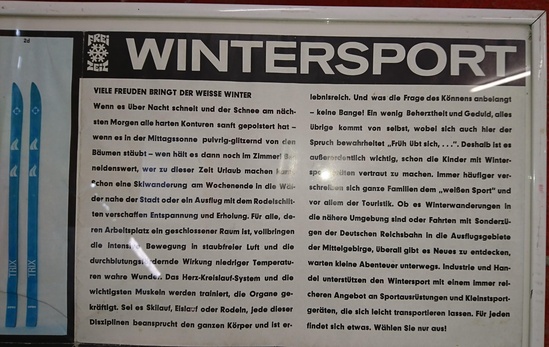 2d
FREI
ZEIT
WINTERSPORT
VIELE FREUDEN BRINGT DER WEISSE WINTER
Wenn es über Nacht schneit und der Schnee am näch-
sten Morgen alle harten Konturen sanft gepolstert hat –
wenn es in der Mittagssonne pulvrig-glitzernd von den
Bäumen stäubt – wen hält es dann noch im Zimmer! Be-
neidenswert, wer zu dieser Zeit Urlaub machen kann.
schon eine Skiwanderung am Wochenende in die Wäl-
der nahe der Stadt oder ein Ausflug mit dem Rodelschlit-
ten verschaffen Entspannung und Erholung. Für alle, de-
ren Arbeitsplatz ein geschlossener Raum ist, vollbringen
die intensive Bewegung in staubfreier Luft und die
durchblutungsfördernde Wirkung niedriger Temperatu-
ren wahre Wunder. Das Herz-Kreislauf-System und die
wichtigsten Muskeln werden trainiert, die Organe ge-
kräftigt. Sei es Skilauf, Eislauf oder Rodeln, jede dieser
Disziplinen beansprucht den ganzen Körper und ist er-
lebnisreich. Und was die Frage des Könnens anbelangt
– keine Bange! Ein wenig Beherztheit und Geduld, alles
Übrige kommt von selbst, wobei sich auch hier der
Spruch bewahrheitet „Früh übt sich, . . .". Deshalb ist es
außerordentlich wichtig, schon die Kinder mit Winter-
vertraut zu machen. Immer häufiger ver-
schreiben sich ganze Familien dem „weißen Sport" und
vor allem der Touristik. Ob es Winterwanderungen in
die nähere Umgebung sind oder Fahrten mit Sonderzü-
gen der Deutschen Reichsbahn in die Ausflugsgebiete
der Mittelgebirge, überall gibt es Neues zu entdecken,
warten kleine Abenteuer unterwegs. Industrie und Han-
del unterstützen den Wintersport mit einem immer rei-
cheren Angebot an Sportausrüstungen und Kleinstsport-
geräten, die sich leicht transportieren lassen. Für jeden
findet sich etwas. Wählen Sie nur aus!
TRIX